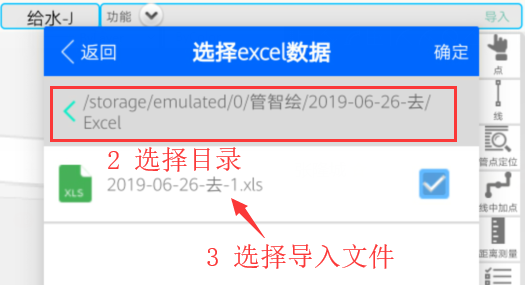 给水-J 功能 导入
返回 选择excel数据 确定
点
/storage/emulated/0/管智绘/2019-06-26-去/
Excel
线
2 选择目录
管点定位
XLS 2019-06-26-去-1.xls
线中加点
3 选择导入文件
距离测量